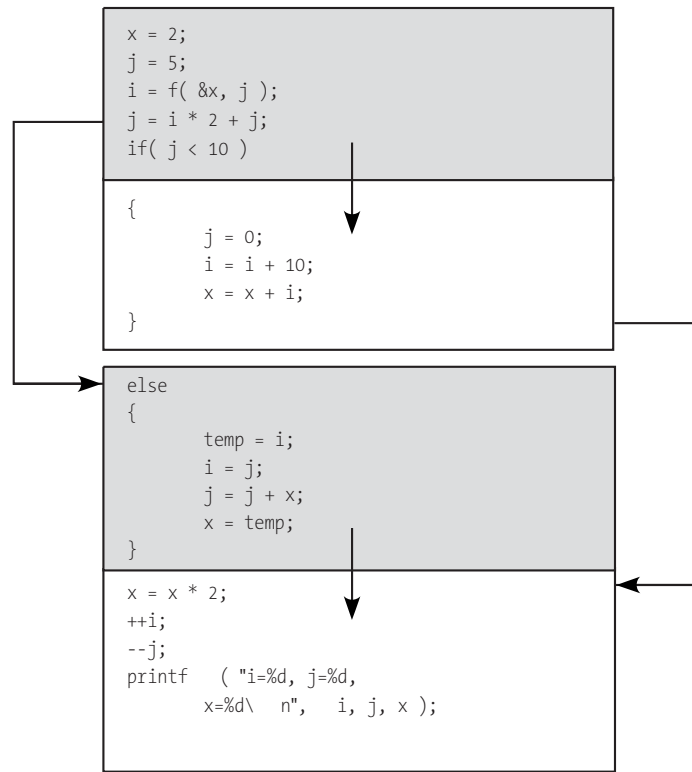 x = 2;
j = 5;
i = f( &x, j );
j = i * 2 + j;
if( j < 10 )
{
j = 0;
i = i + 10;
x = x + i;
}
else
{
temp = i;
i = j;
j = j + x;
x = temp;
}
x = x * 2;
++i;
--j;
printf ( "i=%d, j=%d,
x=%d\ n", i, j, x );